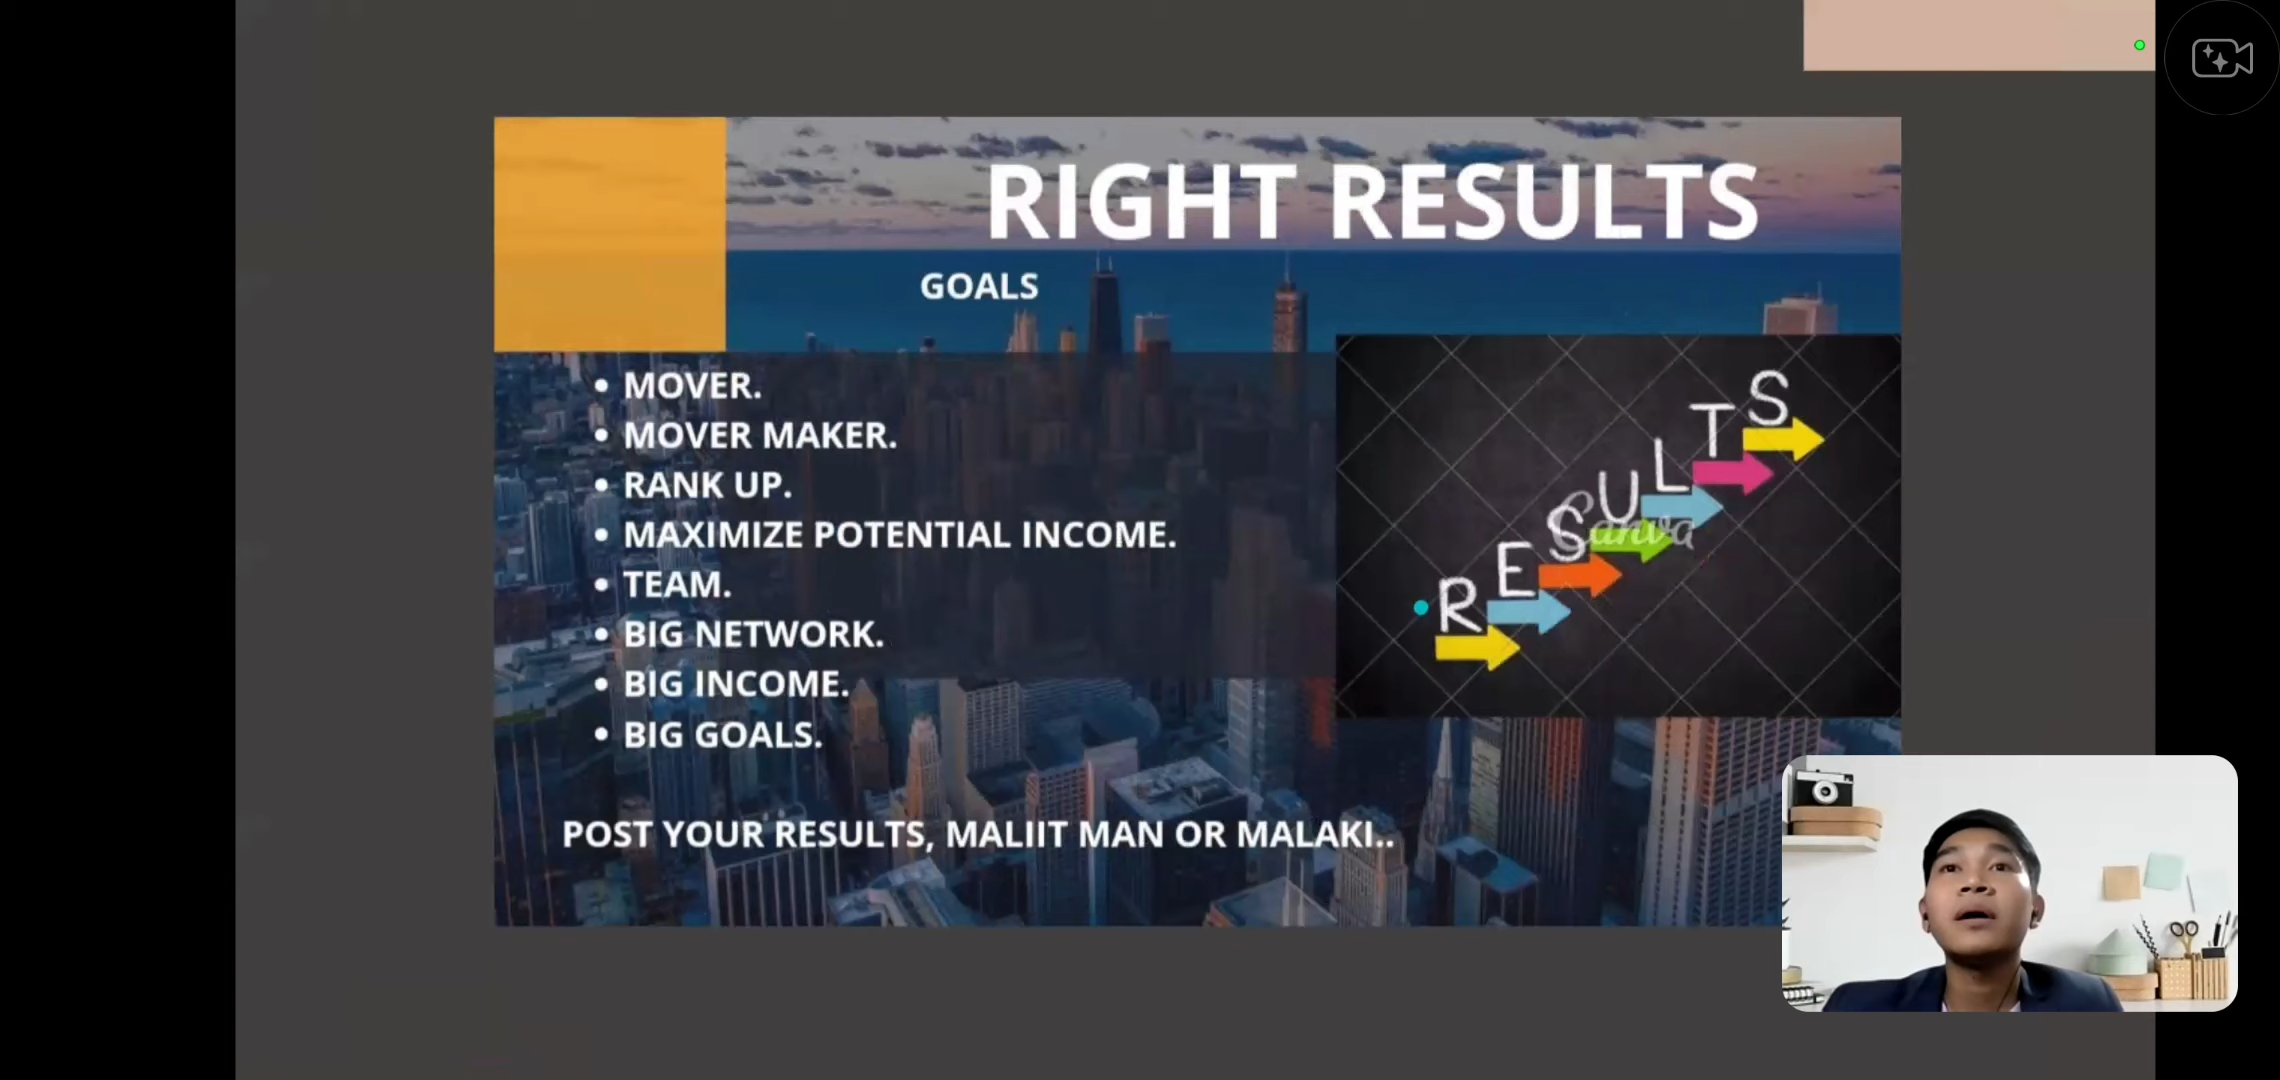 RIGHT RESULTS
GOALS
• MOVER.
• MOVER MAKER.
• RANK UP.
• MAXIMIZE POTENTIAL INCOME.
• TEAM.
• BIG NETWORK.
• BIG INCOME.
• BIG GOALS.
RESULTS
Canva
POST YOUR RESULTS, MALIIT MAN OR MALAKI..